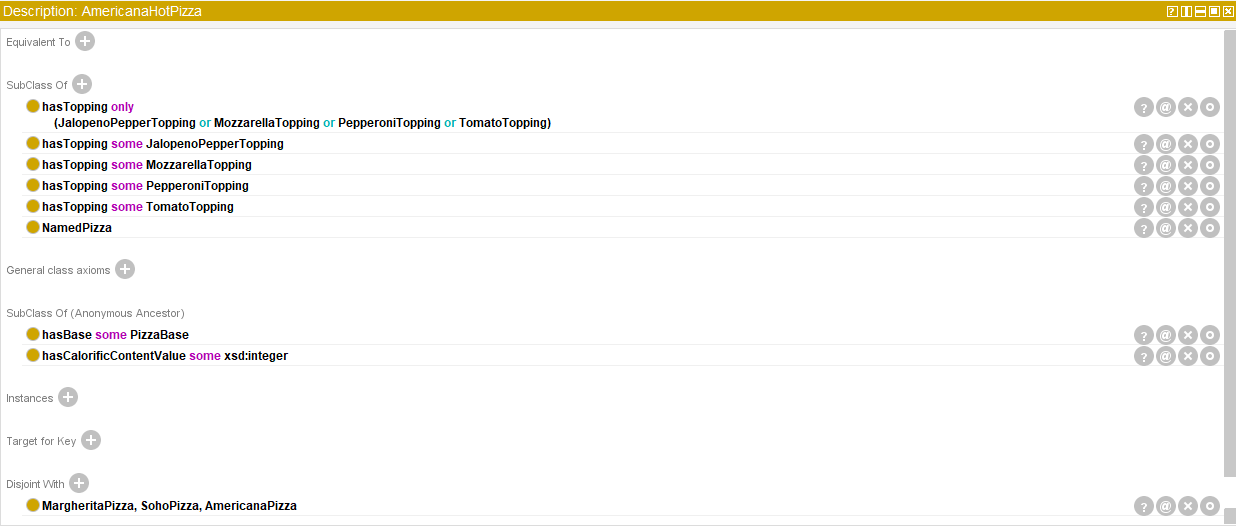 Description: AmericanaHotPizza
Equivalent To
SubClass Of
hasTopping only
(JalopenoPepperTopping or MozzarellaTopping or PepperoniTopping or TomatoTopping)
hasTopping some JalopenoPepperTopping
hasTopping some MozzarellaTopping
hasTopping some PepperoniTopping
hasTopping some TomatoTopping
NamedPizza
General class axioms
SubClass Of (Anonymous Ancestor)
hasBase some PizzaBase
hasCalorificContentValue some xsd:integer
Instances
Target for Key
Disjoint With
MargheritaPizza, SohoPizza, AmericanaPizza